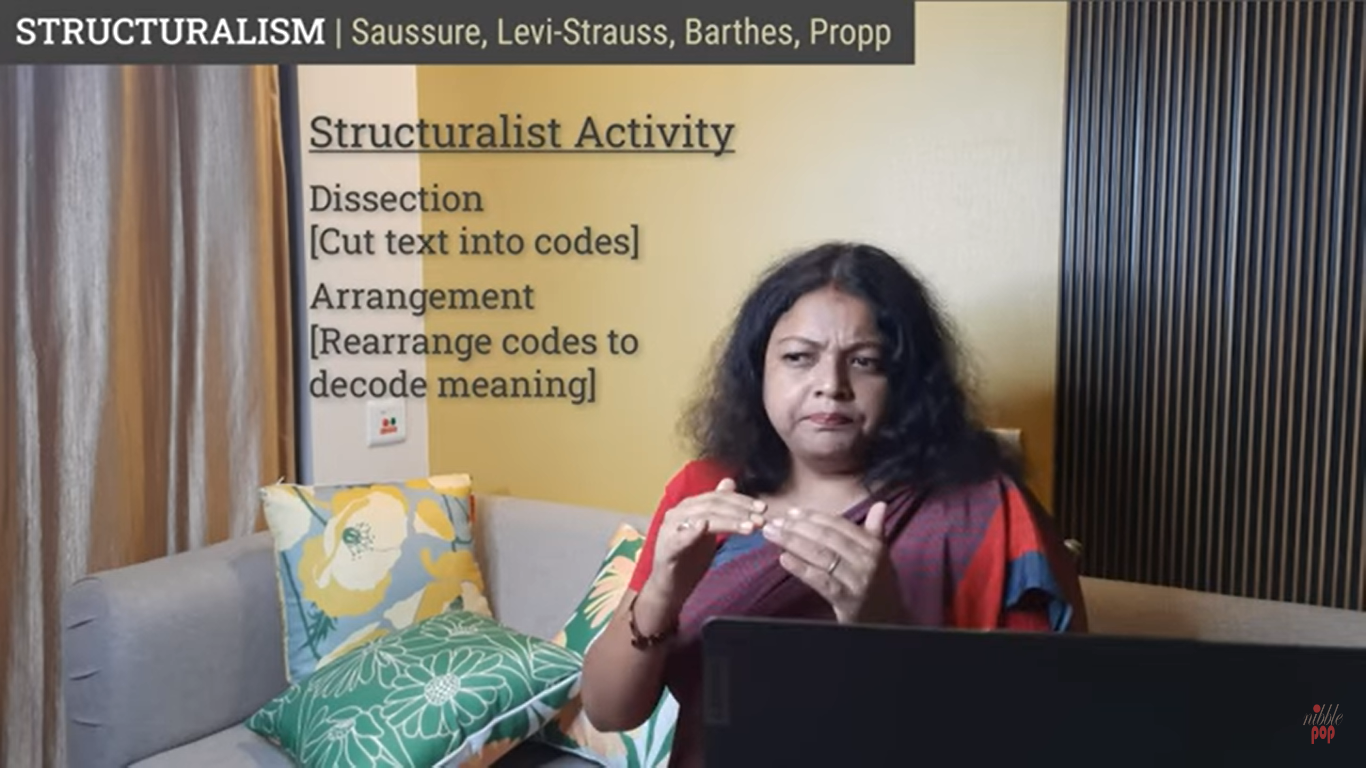 STRUCTURALISM | Saussure, Levi-Strauss, Barthes, Propp
Structuralist Activity
Dissection
[Cut text into codes]
Arrangement
[Rearrange codes to
decode meaning]
nibble
pop